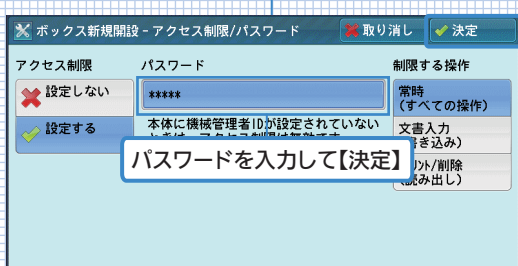 ボックス新規開設 - アクセス制限/パスワード
取り消し
決定
アクセス制限
パスワード
制限する操作
設定しない
*****
常時
(すべての操作)
設定する
本体に機械管理者IDが設定されていない
文書入力
パスワードを入力して【決定】
/削除